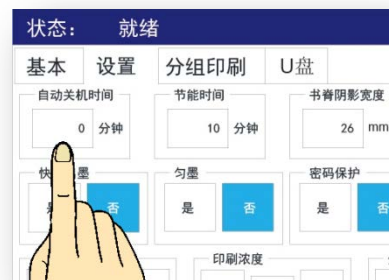 状态： 就绪
基本 设置 分组印刷 U盘
自动关机时间 节能时间 书脊阴影宽度
0 分钟 10 分钟 26 mm
墨 匀墨 密码保护
否 是 否 是 否
印刷浓度